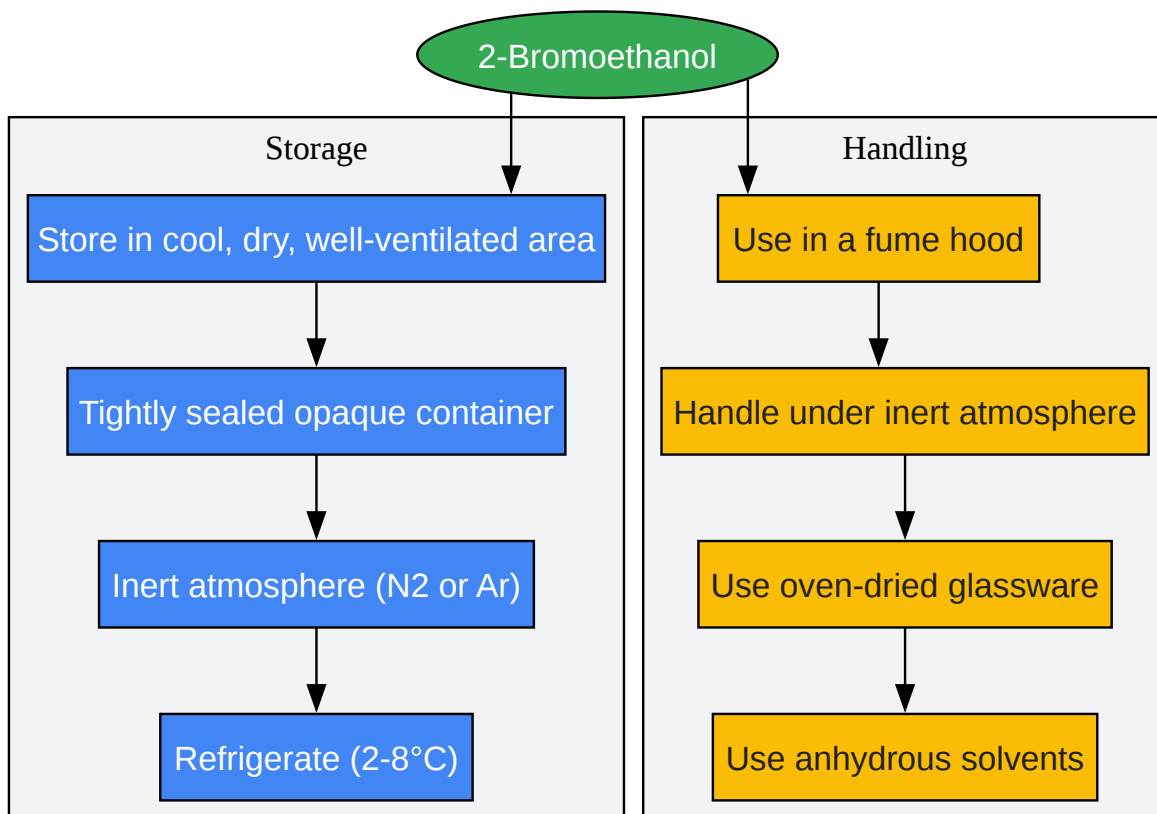 2-Bromoethanol
Storage
Store in cool, dry, well-ventilated area
Tightly sealed opaque container
Inert atmosphere (N2 or Ar)
Refrigerate (2-8°C)
Handling
Use in a fume hood
Handle under inert atmosphere
Use oven-dried glassware
Use anhydrous solvents